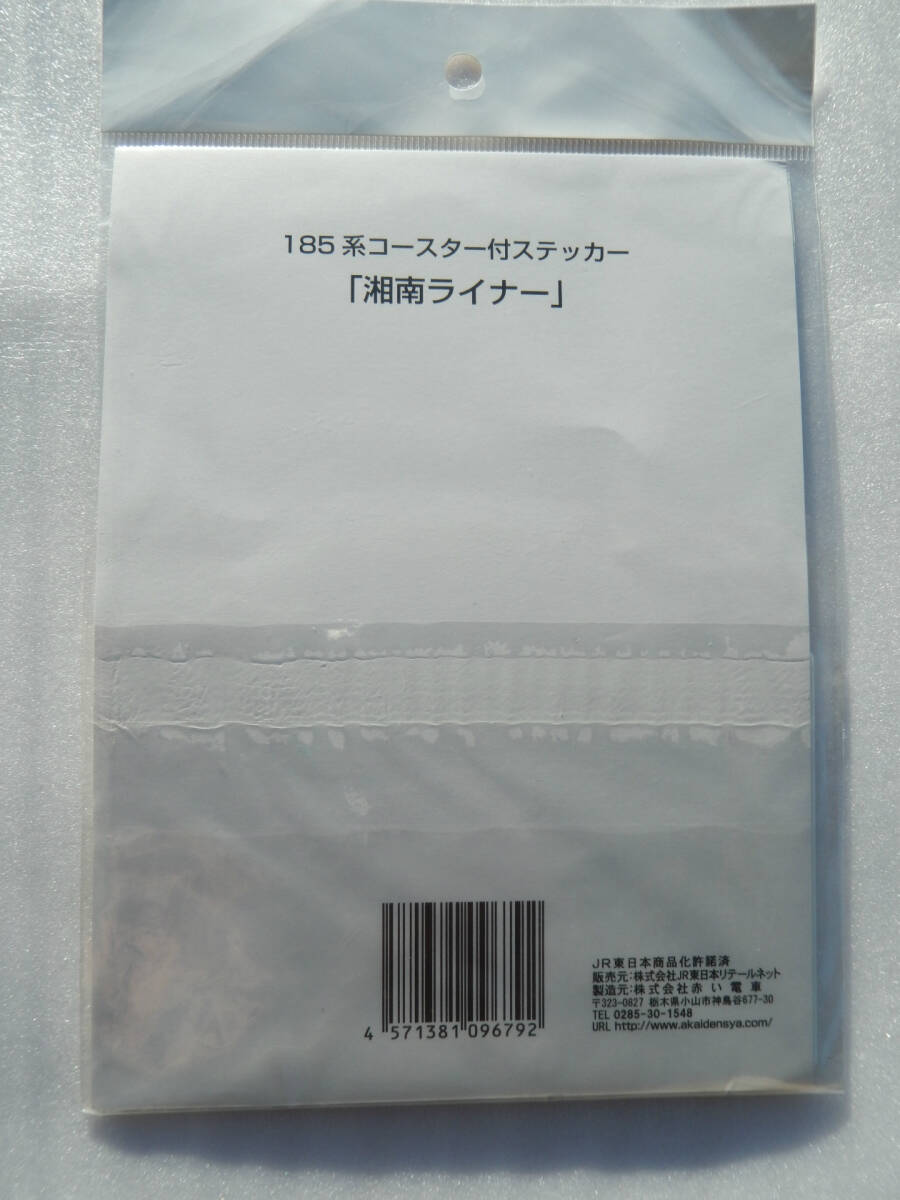 185系コースター付ステッカー
「湘南ライナー」
4 571381 096792
JR東日本商品化許諾済
販売元：株式会社JR東日本リテールネット
製造元：株式会社赤い電車
〒323-0827 栃木県小山市神鳥谷677-30
TEL 0285-30-1548
URL http://www.akaidensya.com/